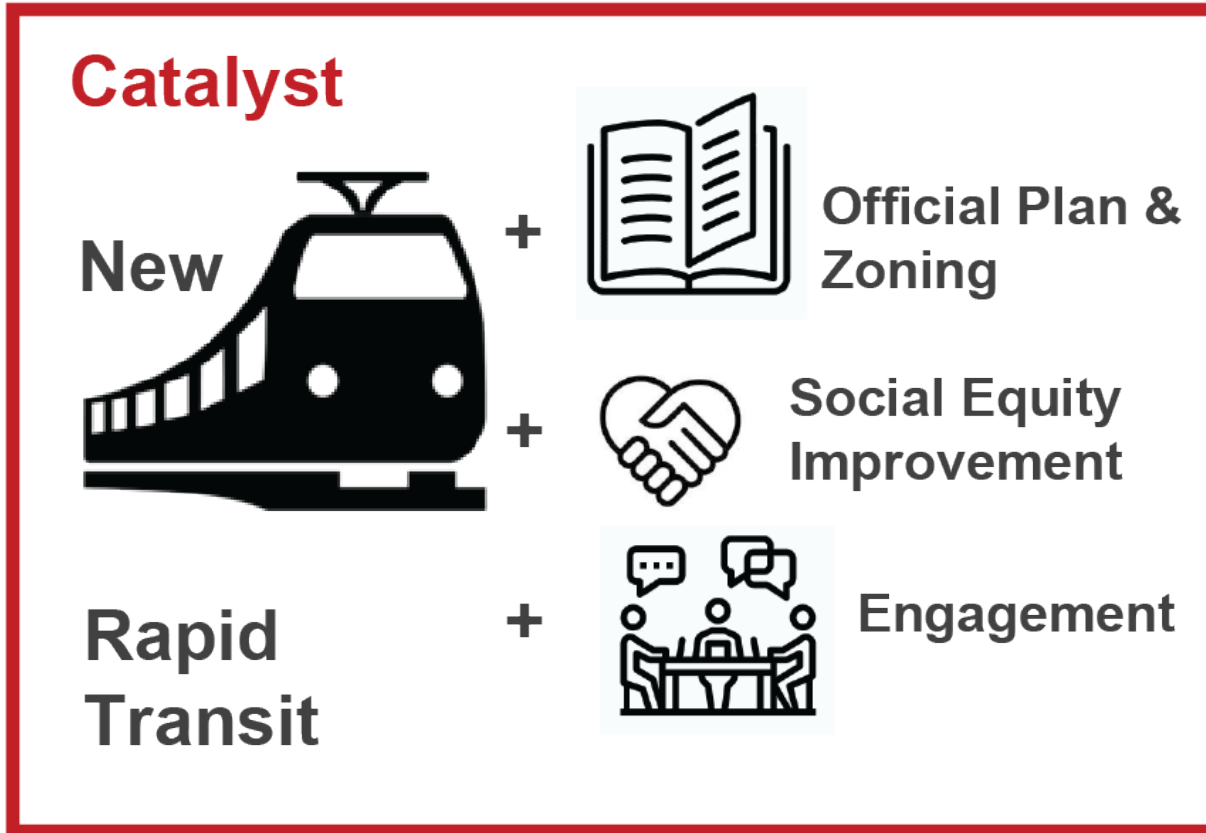 Catalyst
New
Rapid
Transit
+
Official Plan &
Zoning
+
Social Equity
Improvement
+
Engagement